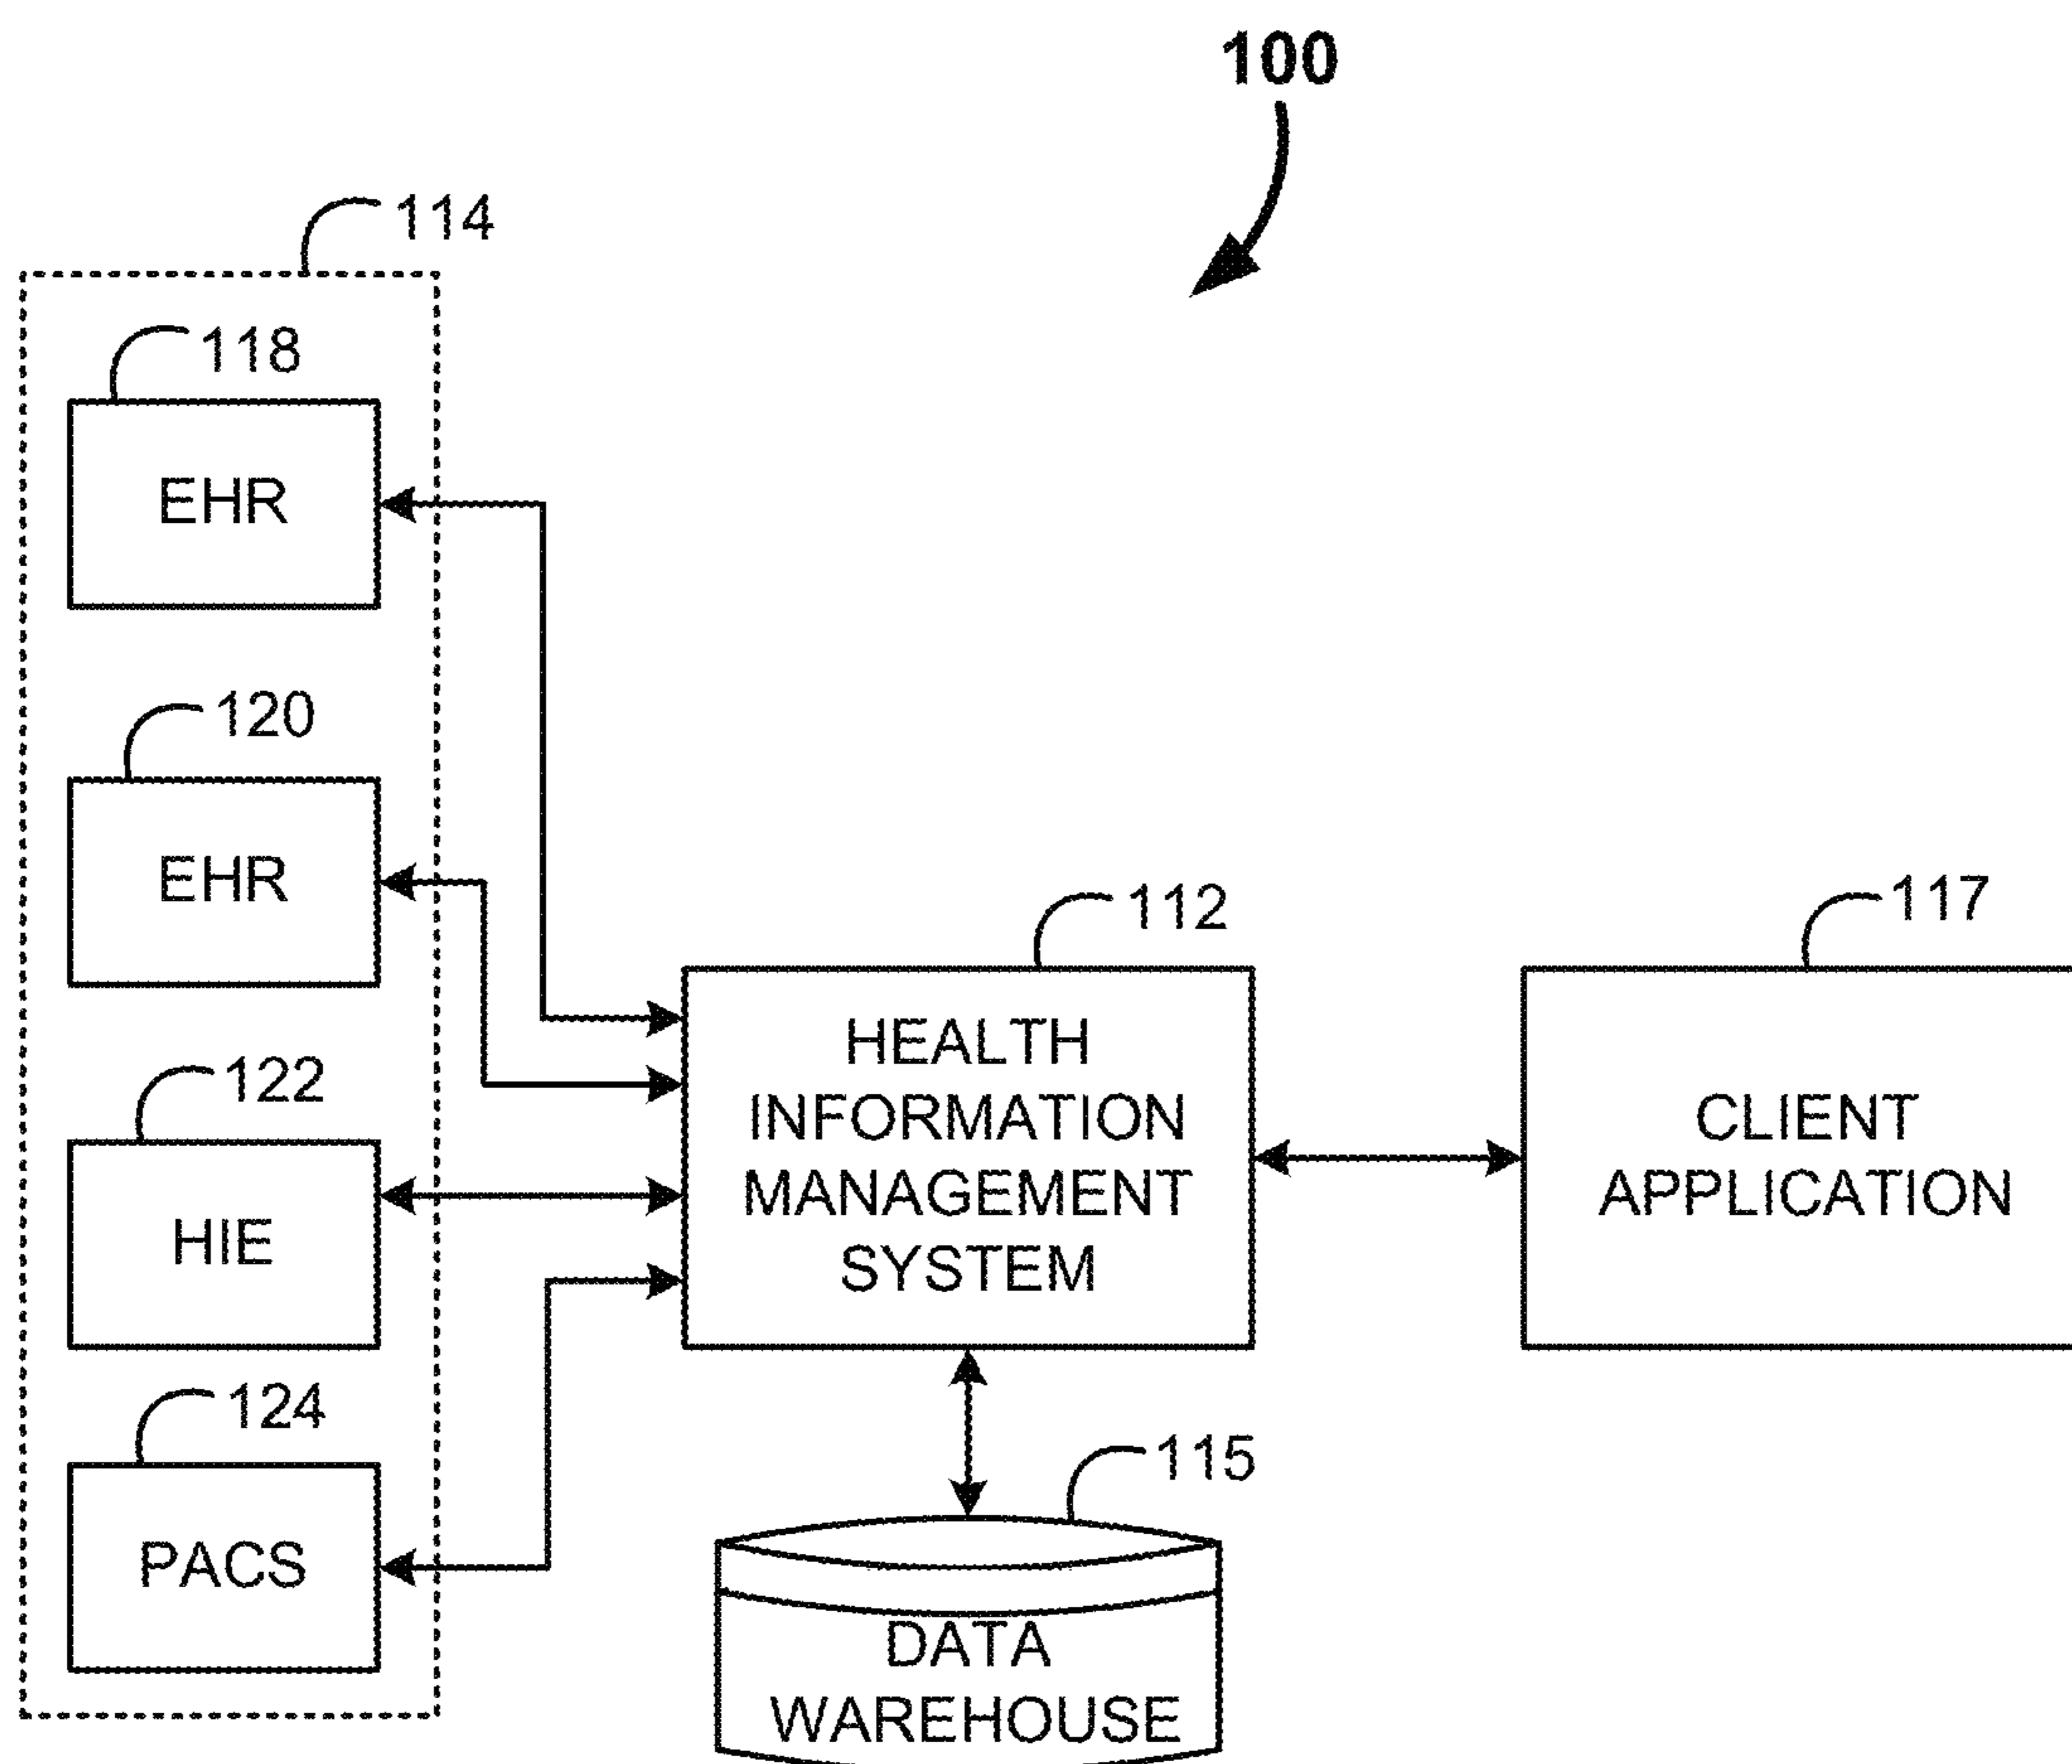 100
114
118
EHR
120
EHR
112
117
HEALTH
INFORMATION
MANAGEMENT
SYSTEM
CLIENT
APPLICATION
122
HIE
124
PACS
115
DATA
WAREHOUSE